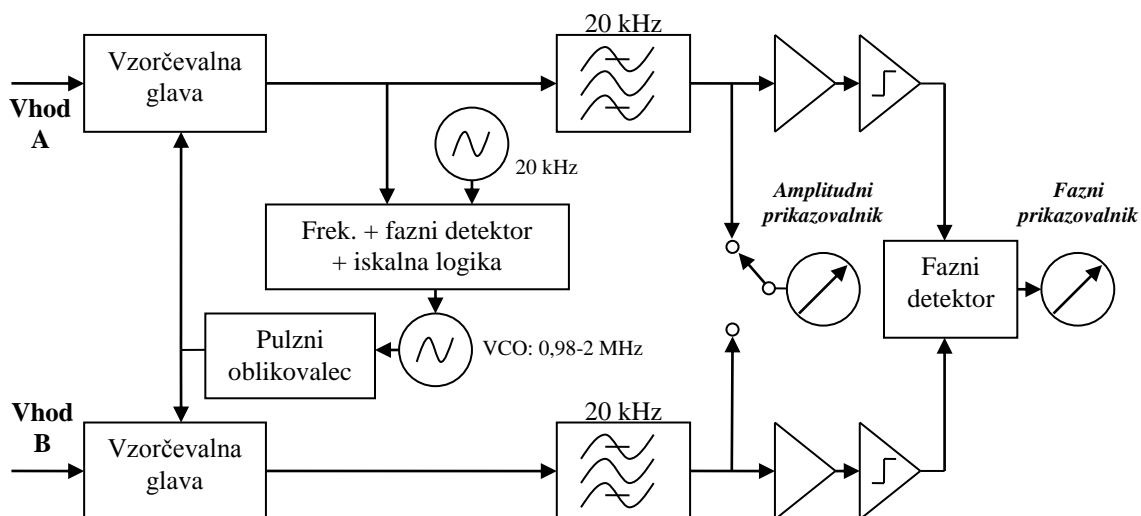 20 kHz
Vzorčevalna
glava
Vhod
A
20 kHz
Amplitudni
prikazovalnik
Fazni
prikazovalnik
Frek. + fazni detektor
+ iskalna logika
Fazni
detektor
Pulzni
oblikovalec
VCO: 0,98-2 MHz
Vhod
B
20 kHz
Vzorčevalna
glava